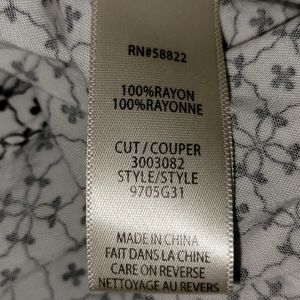 RN#58822
100%RAYON
100%RAYONNE
CUT / COUPER
3003082
STYLE/STYLE
9705G31
MADE IN CHINA
FAIT DANS LA CHINE
CARE ON REVERSE
NETTOYAGE AU REVERS